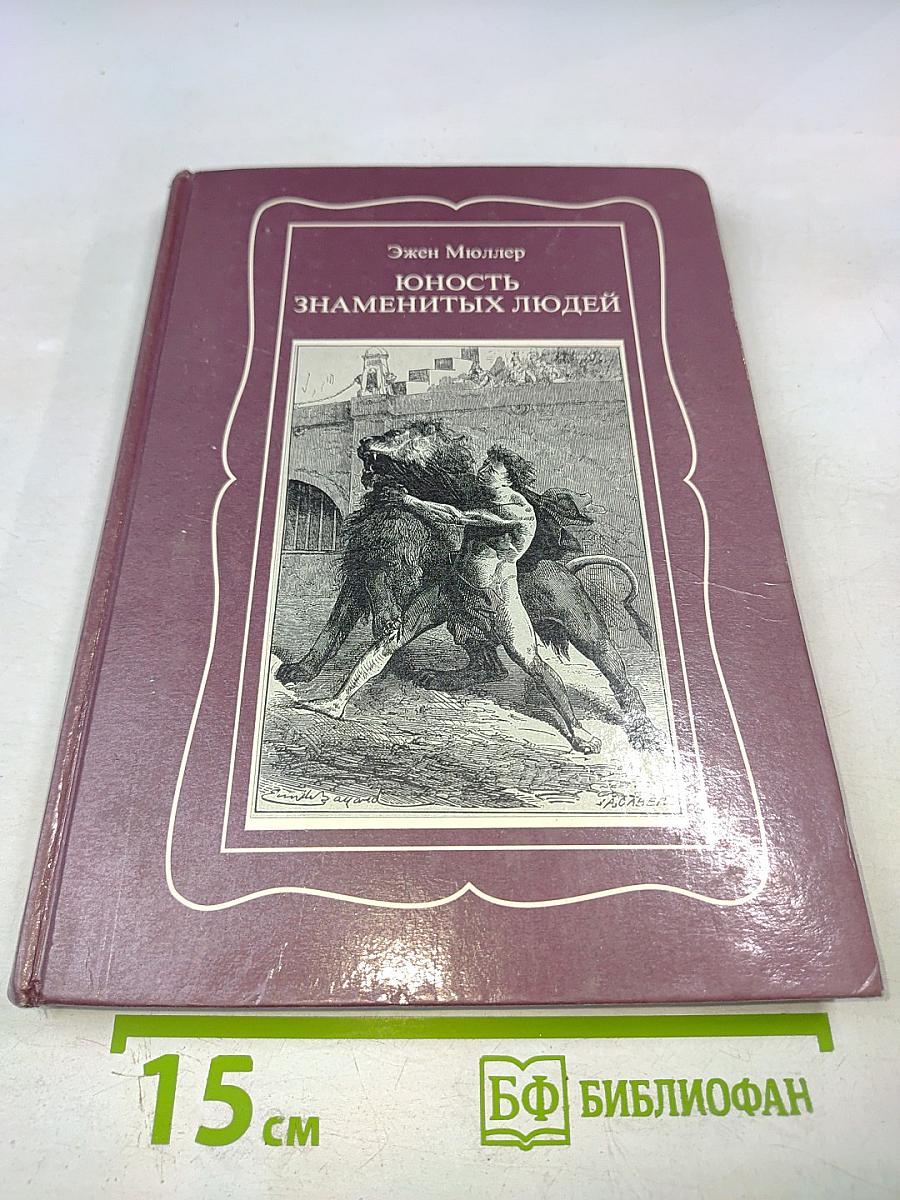 Эжен Мюллер
ЮНОСТЬ
ЗНАМЕНИТЫХ ЛЮДЕЙ
15 см
БФ БИБЛИОФАН